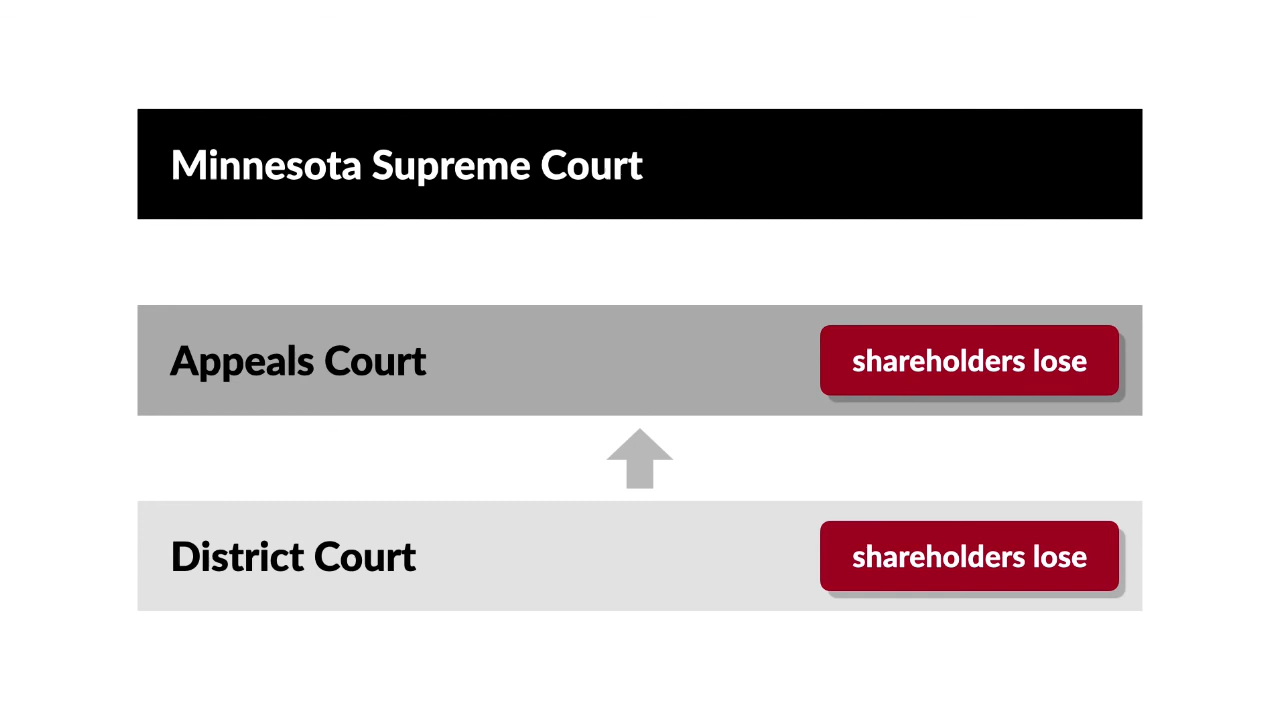 Minnesota Supreme Court
Appeals Court
shareholders lose
District Court
shareholders lose